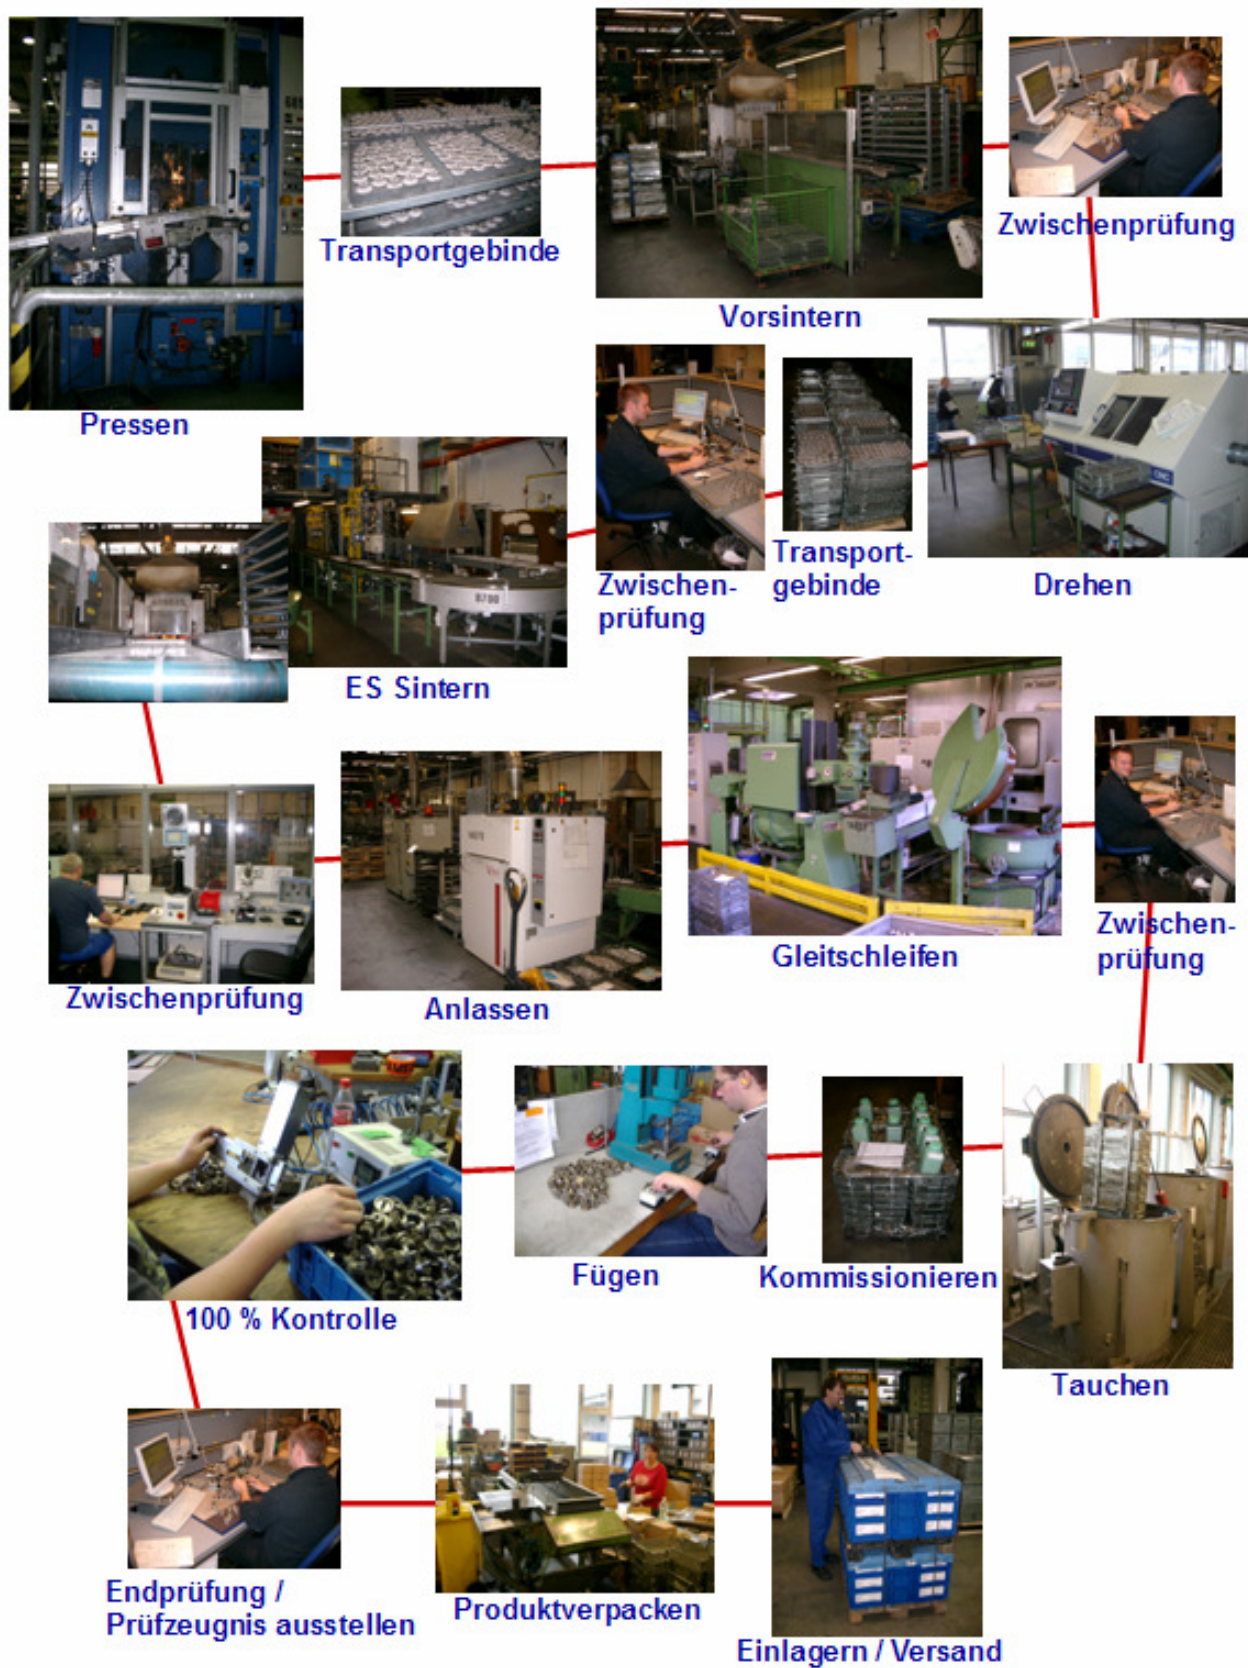 Transportgebinde
Zwischenprüfung
Vorsintern
Pressen
Drehen
Transport-
gebinde
Zwischen-
prüfung
8700
ES Sintern
Zwischenprüfung
Anlassen
Gleitschleifen
Zwischen-
prüfung
Tauchen
Kommissionieren
Fügen
100 % Kontrolle
Endprüfung /
Prüfzeugnis ausstellen
Produktverpacken
Einlagern / Versand